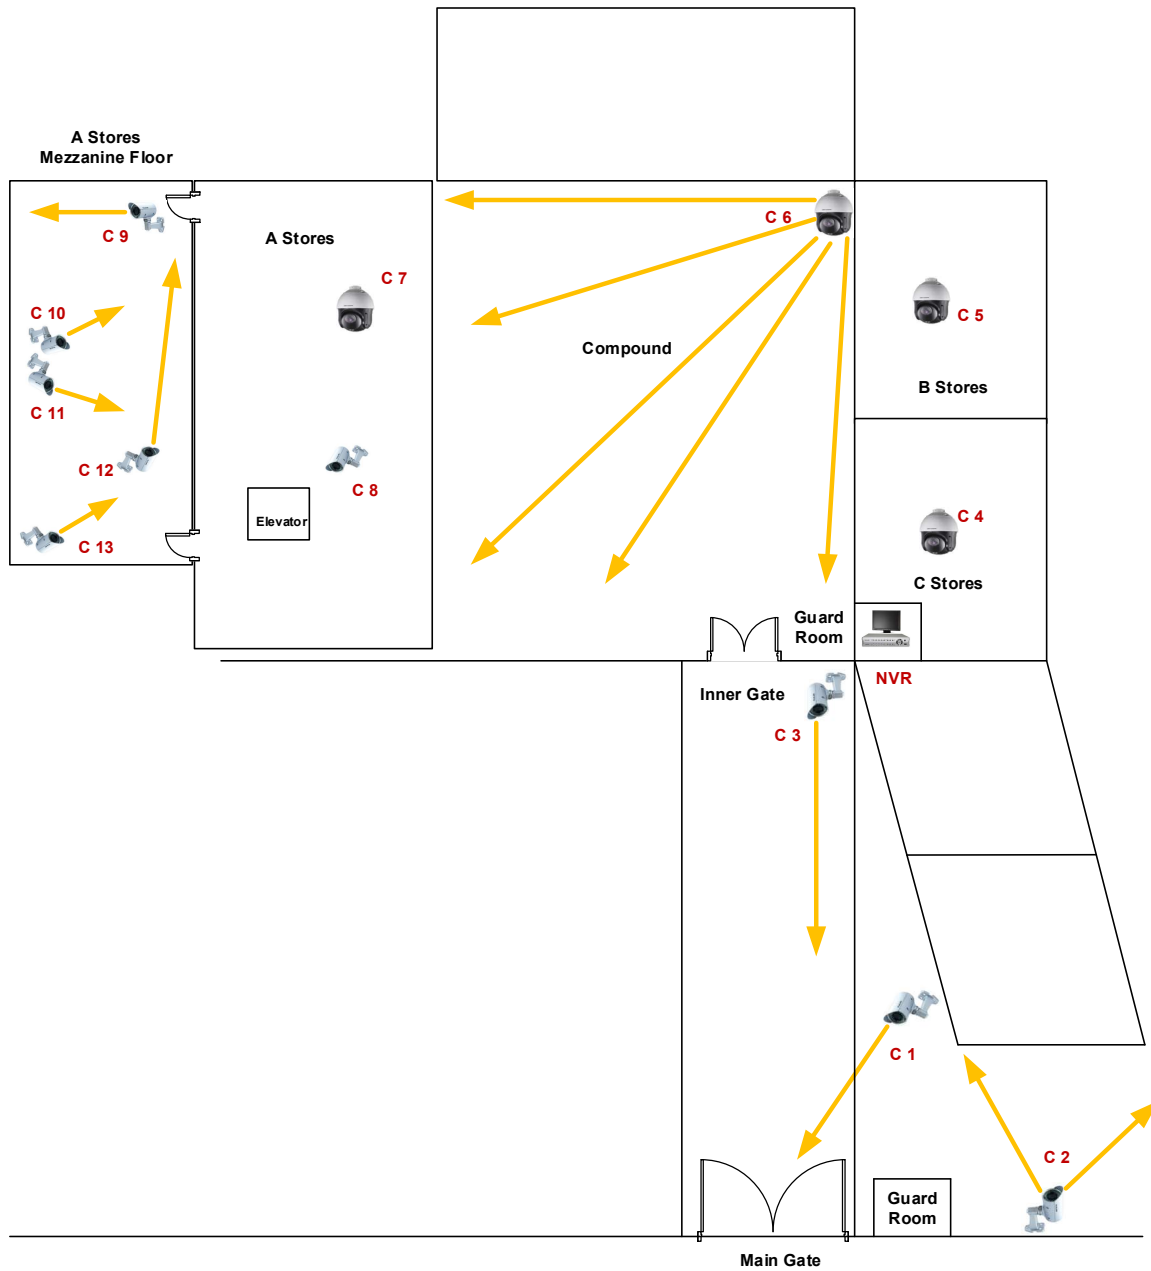 A Stores
Mezzanine Floor
C 9
A Stores
C 6
C 7
C 10
C 5
Compound
B Stores
C 11
C 12
C 8
Elevator
C 4
C 13
C Stores
Guard
Room
NVR
Inner Gate
C 3
C 1
C 2
Guard
Room
Main Gate